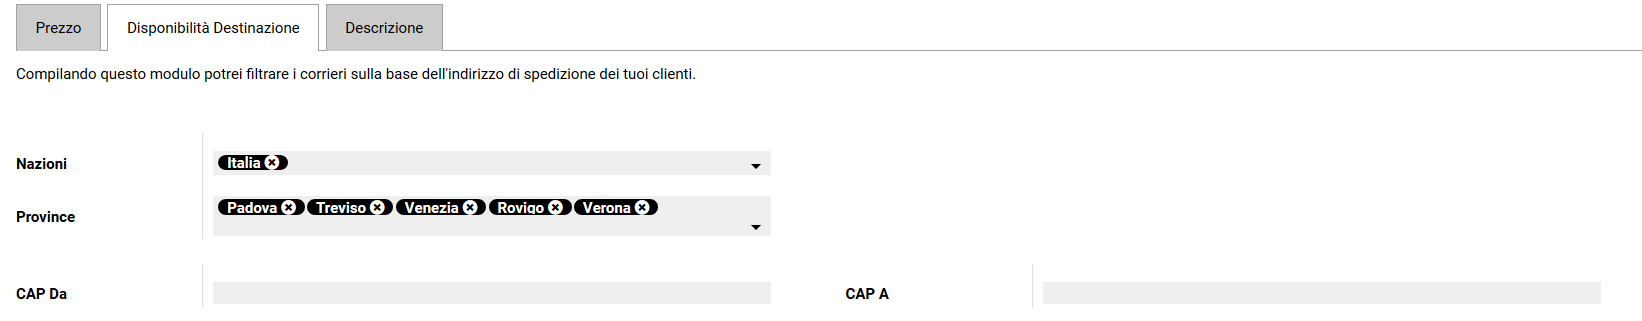 Prezzo Disponibilità Destinazione Descrizione
Compilando questo modulo potrei filtrare i corrieri sulla base dell'indirizzo di spedizione dei tuoi clienti.
Nazioni Italia
Province Padova Treviso Venezia Rovigo Verona
CAP Da CAP A